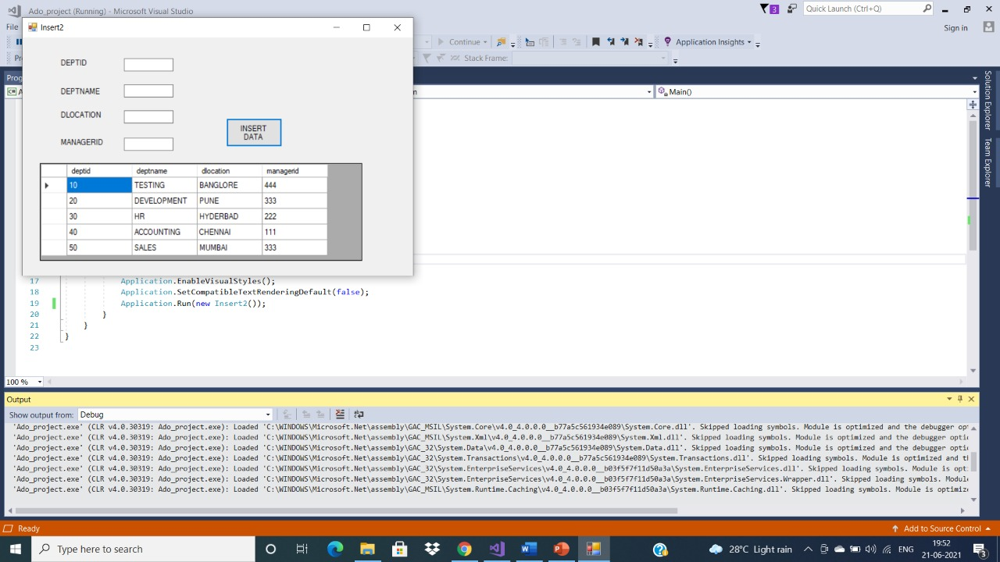 Ado_project (Running) - Microsoft Visual Studio
3
Quick Launch (Ctrl+Q)
File
Insert2
Sign in
Continue
Application Insights
Stack Frame:
DEPTID
DEPTNAME
DLOCATION
MANAGERID
INSERT
DATA
Main()
deptid deptname dlocation managerid
10 TESTING BANGLORE 444
20 DEVELOPMENT PUNE 333
30 HR HYDERBAD 222
40 ACCOUNTING CHENNAI 111
50 SALES MUMBAI 333
Solution Explorer
Team Explorer
17 Application.EnableVisualStyles();
18 Application.SetCompatibleTextRenderingDefault(false);
19 Application.Run(new Insert2());
20 }
21 }
22 }
23
100 %
Output
Show output from: Debug
'Ado_project.exe' (CLR v4.0.30319: Ado_project.exe): Loaded 'C:\WINDOWS\Microsoft.Net\assembly\GAC_MSIL\System.Core\v4.0_4.0.0.0__b77a5c561934e089\System.Core.dll'. Skipped loading symbols. Module is optimized and the debugger op
'Ado_project.exe' (CLR v4.0.30319: Ado_project.exe): Loaded 'C:\WINDOWS\Microsoft.Net\assembly\GAC_MSIL\System.Xml\v4.0_4.0.0.0__b77a5c561934e089\System.Xml.dll'. Skipped loading symbols. Module is optimized and the debugger optio
'Ado_project.exe' (CLR v4.0.30319: Ado_project.exe): Loaded 'C:\WINDOWS\Microsoft.Net\assembly\GAC_32\System.Data\v4.0_4.0.0.0__b77a5c561934e089\System.Data.dll'. Skipped loading symbols. Module is optimized and the debugger optio
'Ado_project.exe' (CLR v4.0.30319: Ado_project.exe): Loaded 'C:\WINDOWS\Microsoft.Net\assembly\GAC_32\System.Transactions\v4.0_4.0.0.0__b77a5c561934e089\System.Transactions.dll'. Skipped loading symbols. Module is optimized and th
'Ado_project.exe' (CLR v4.0.30319: Ado_project.exe): Loaded 'C:\WINDOWS\Microsoft.Net\assembly\GAC_32\System.EnterpriseServices\v4.0_4.0.0.0__b03f5f7f11d50a3a\System.EnterpriseServices.dll'. Skipped loading symbols. Module is opt
'Ado_project.exe' (CLR v4.0.30319: Ado_project.exe): Loaded 'C:\WINDOWS\Microsoft.Net\assembly\GAC_32\System.EnterpriseServices\v4.0_4.0.0.0__b03f5f7f11d50a3a\System.EnterpriseServices.Wrapper.dll'. Skipped loading symbols. Module
'Ado_project.exe' (CLR v4.0.30319: Ado_project.exe): Loaded 'C:\WINDOWS\Microsoft.Net\assembly\GAC_MSIL\System.Runtime.Caching\v4.0_4.0.0.0__b03f5f7f11d50a3a\System.Runtime.Caching.dll'. Skipped loading symbols. Module is optimize
Ready
Add to Source Control
Type here to search
28°C Light rain
ENG
19:52
21-06-2021
3